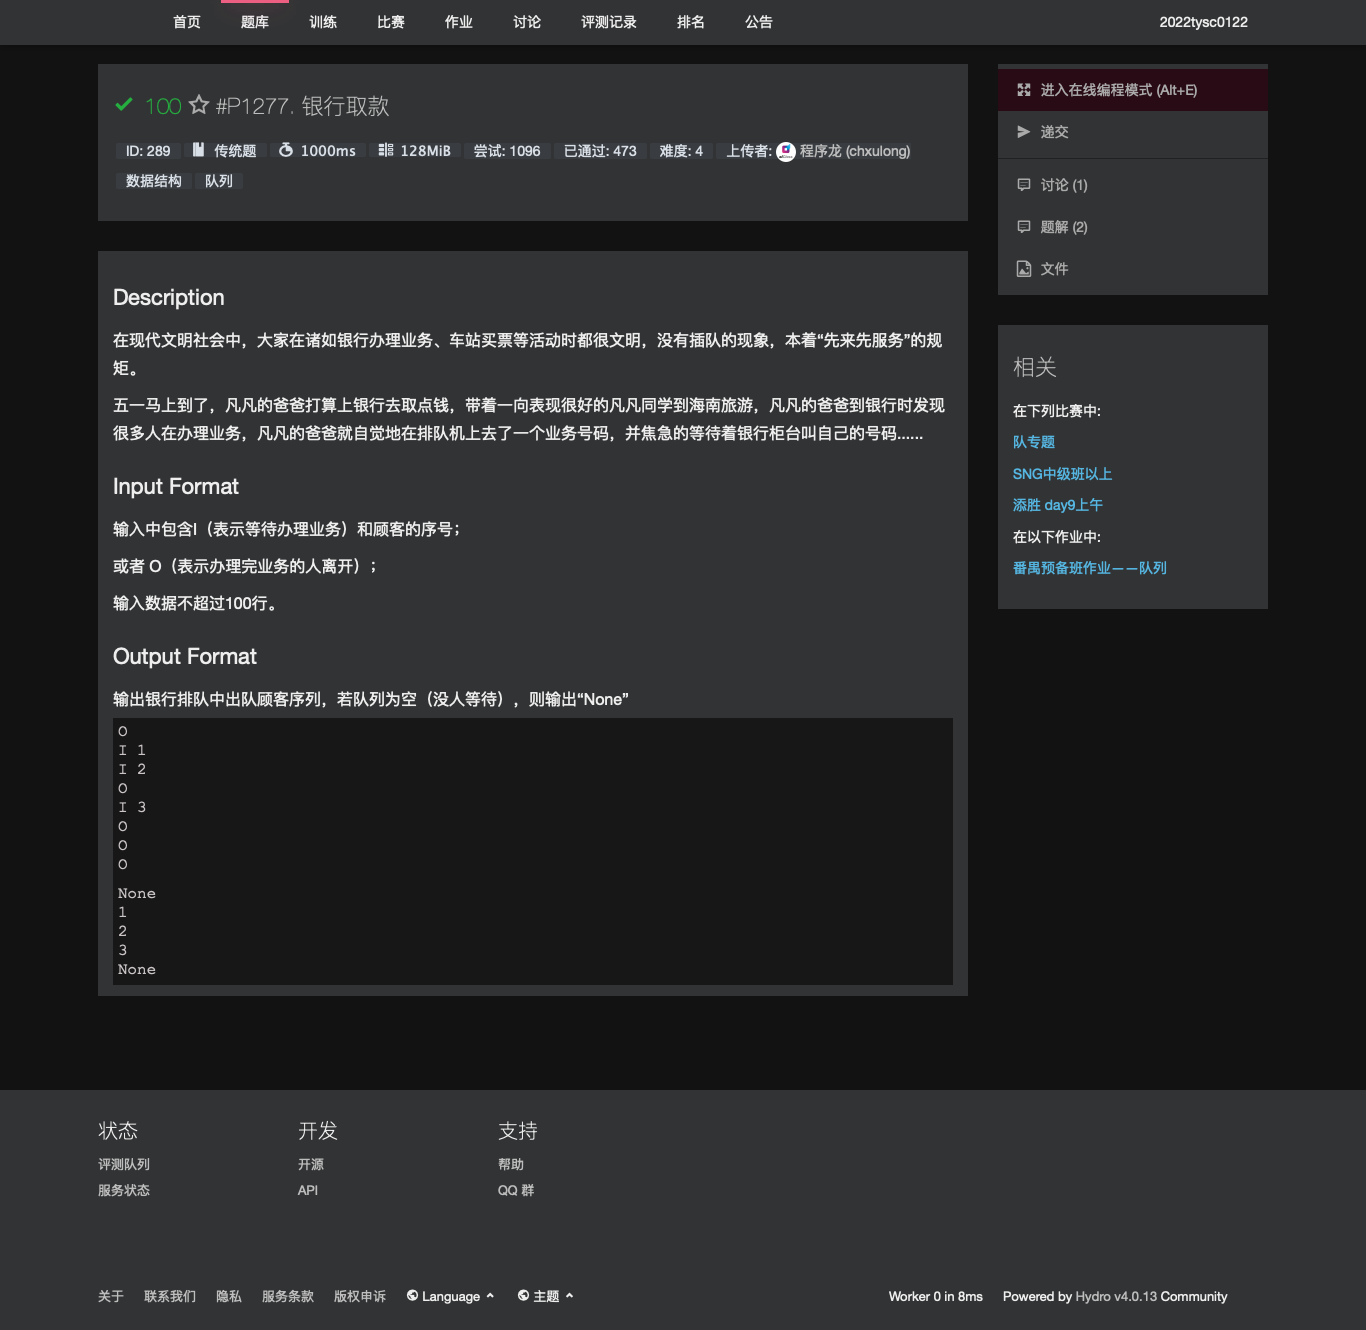 首页 题库 训练 比赛 作业 讨论 评测记录 排名 公告 2022tysc0122
100 #P1277. 银行取款
ID: 289 传统题 1000ms 128MiB 尝试: 1096 已通过: 473 难度: 4 上传者: 程序龙 (chxulong)
数据结构 队列
Description
在现代文明社会中，大家在诸如银行办理业务、车站买票等活动时都很文明，没有插队的现象，本着“先来先服务”的规
矩。
五一马上到了，凡凡的爸爸打算上银行去取点钱，带着一向表现很好的凡凡同学到海南旅游，凡凡的爸爸到银行时发现
很多人在办理业务，凡凡的爸爸就自觉地在排队机上去了一个业务号码，并焦急的等待着银行柜台叫自己的号码......
Input Format
输入中包含I（表示等待办理业务）和顾客的序号；
或者 O（表示办理完业务的人离开）；
输入数据不超过100行。
Output Format
输出银行排队中出队顾客序列，若队列为空（没人等待），则输出“None”
O
I 1
I 2
O
I 3
O
O
O
None
1
2
3
None
进入在线编程模式 (Alt+E)
递交
讨论 (1)
题解 (2)
文件
相关
在下列比赛中:
队专题
SNG中级班以上
添胜 day9上午
在以下作业中:
番禺预备班作业——队列
状态 开发 支持
评测队列 开源 帮助
服务状态 API QQ 群
关于 联系我们 隐私 服务条款 版权申诉 Language 主题 Worker 0 in 8ms Powered by Hydro v4.0.13 Community